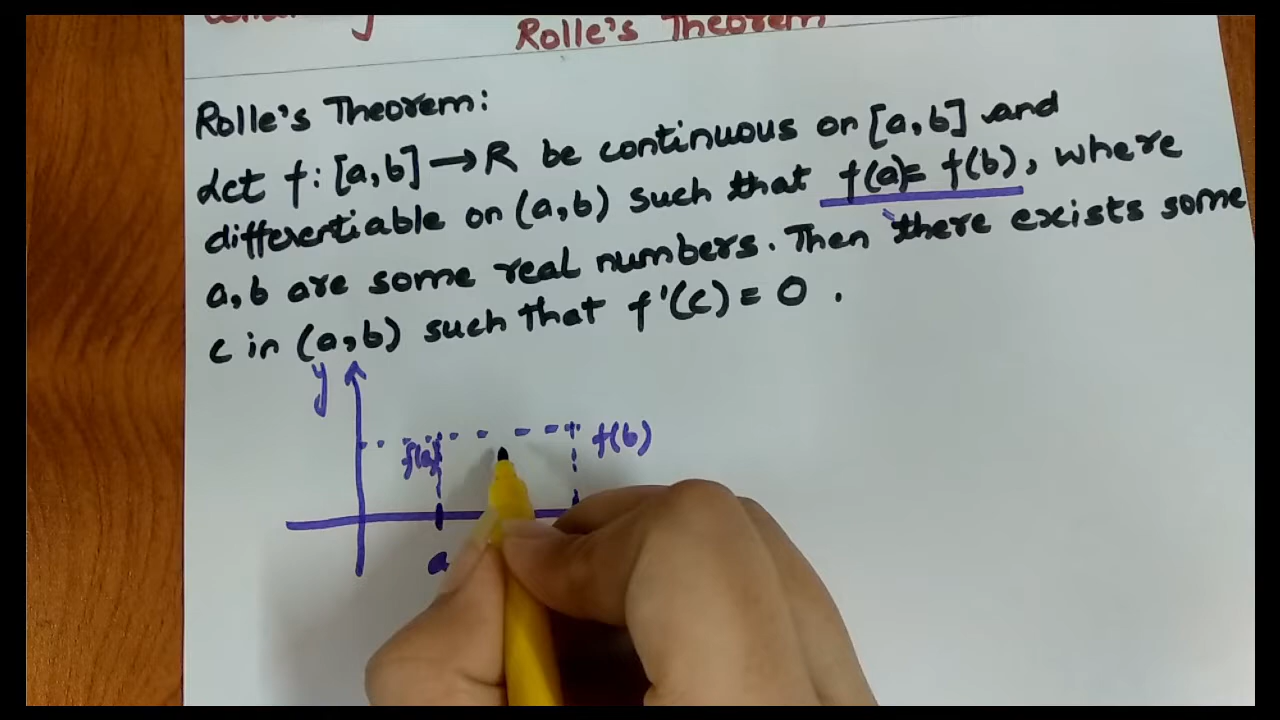 Rolle's Theorem
Rolle's Theorem:
Let f: [a,b] → R be continuous on [a,b] and
differentiable on (a,b) such that f(a)= f(b), where
a,b are some real numbers. Then there exists some
c in (a,b) such that f'(c) = 0 .
y
f(a) f(b)
a